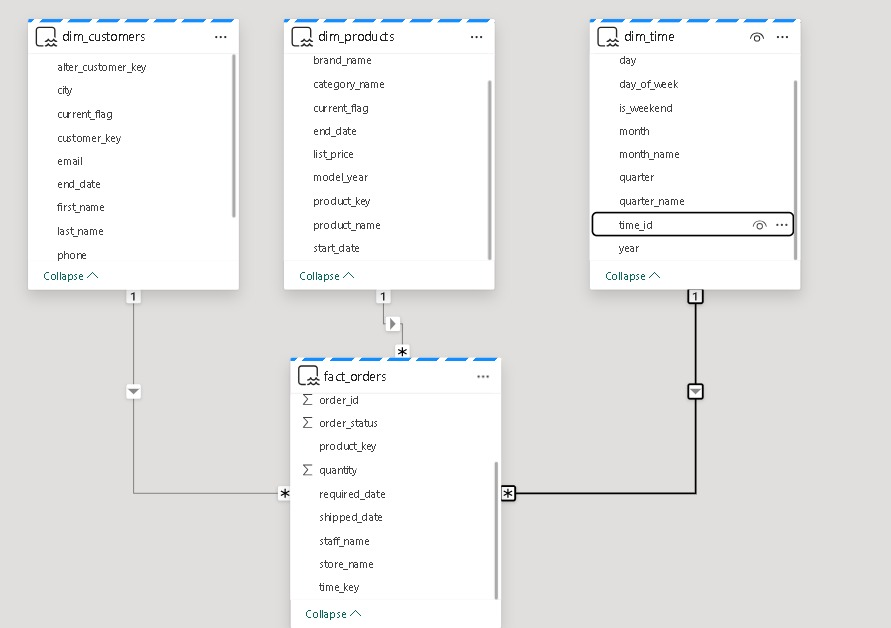 dim_customers
alter_customer_key
city
current_flag
customer_key
email
end_date
first_name
last_name
phone
Collapse
1
dim_products
brand_name
category_name
current_flag
end_date
list_price
model_year
product_key
product_name
start_date
Collapse
1
dim_time
day
day_of_week
is_weekend
month
month_name
quarter
quarter_name
time_id
year
Collapse
1
*
fact_orders
Σ order_id
Σ order_status
product_key
Σ quantity
required_date
shipped_date
staff_name
store_name
time_key
Collapse
*
*